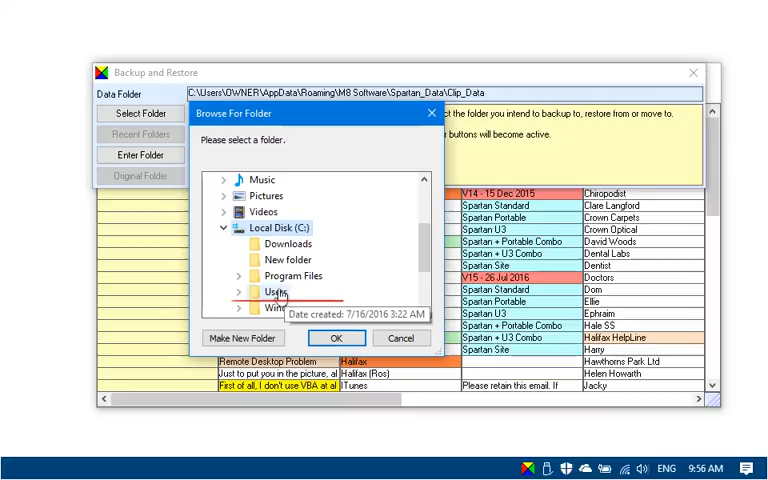 Backup and Restore
Data Folder
C:\Users\OWNER\AppData\Roaming\M8 Software\Spartan_Data\Clip_Data
Select Folder
Recent Folders
Enter Folder
Original Folder
Browse For Folder
Please select a folder.
Music
Pictures
Videos
Local Disk (C:)
Downloads
New folder
Program Files
Users
Date created: 7/16/2016 3:22 AM
Make New Folder
OK
Cancel
the folder you intend to backup to, restore from or move to.
buttons will become active.
V14 - 15 Dec 2015
Chiropodist
Spartan Standard
Clare Langford
Spartan Portable
Crown Carpets
Spartan U3
Crown Optical
Spartan + Portable Combo
David Woods
Spartan + U3 Combo
Dentist
Spartan Site
Dentist
V15 - 26 Jul 2016
Doctors
Spartan Standard
Dom
Spartan Portable
Ellie
Spartan U3
Ephraim
Spartan + Portable Combo
Hale SS
Spartan + U3 Combo
Halifax HelpLine
Spartan Site
Harry
Remote Desktop Problem
Halifax
Hawthorns Park Ltd
Just to put you in the picture, al
Halifax (Ros)
Helen Howarth
First of all, I don't use VBA at al
ITunes
Please retain this email. If
Jacky
ENG
9:56 AM